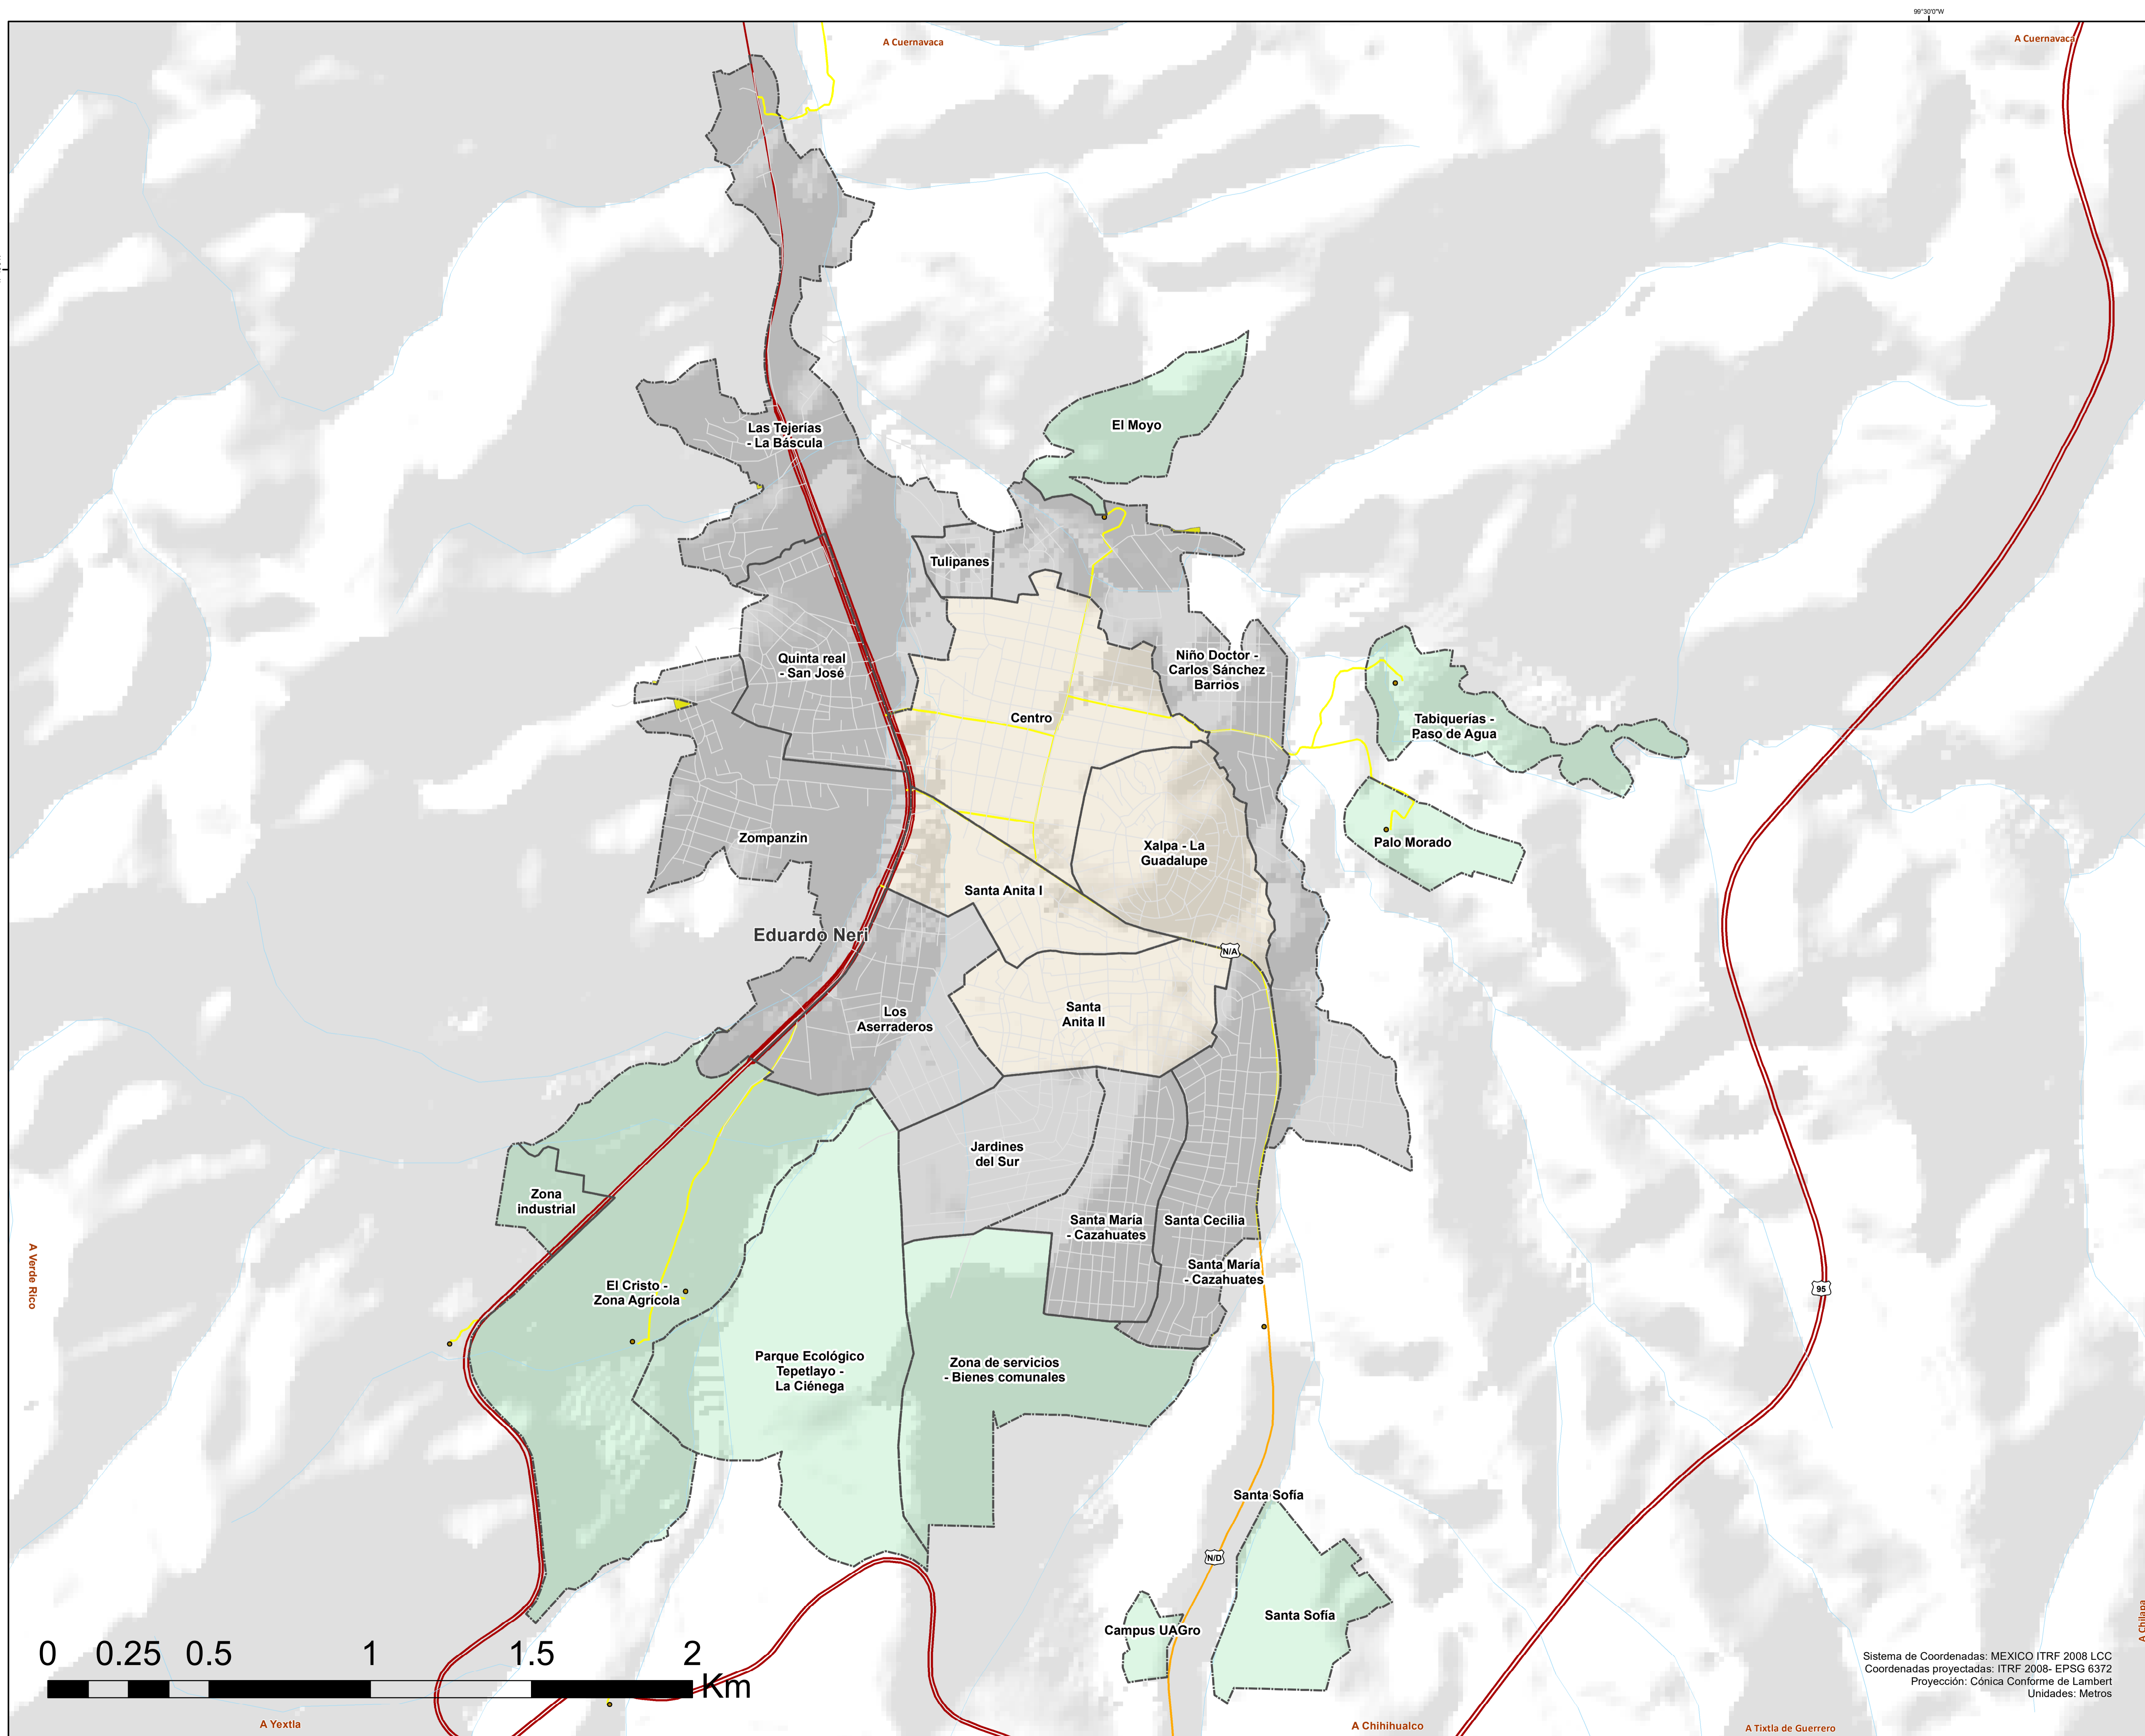 99°30'0"W
A Cuernavaca
A Cuernavaca
Las Tejerías
- La Báscula
El Moyo
Tulipanes
Quinta real
- San José
Niño Doctor -
Carlos Sánchez
Barrios
Centro
Tabiquerías -
Paso de Agua
Zompanzin
Xalpa - La
Guadalupe
Palo Morado
Santa Anita I
Eduardo Neri
N/A
Los
Aserraderos
Santa
Anita II
Jardines
del Sur
Zona
industrial
Santa María
- Cazahuates
Santa Cecilia
A Verde Rico
El Cristo -
Zona Agrícola
Santa María
- Cazahuates
95
Parque Ecológico
Tepetlayo -
La Ciénega
Zona de servicios
- Bienes comunales
Santa Sofía
N/D
Santa Sofía
Campus UAGro
A Chilapa
0 0.25 0.5 1 1.5 2
Km
Sistema de Coordenadas: MEXICO ITRF 2008 LCC
Coordenadas proyectadas: ITRF 2008- EPSG 6372
Proyección: Cónica Conforme de Lambert
Unidades: Metros
A Yextla
A Chihihualco
A Tixtla de Guerrero